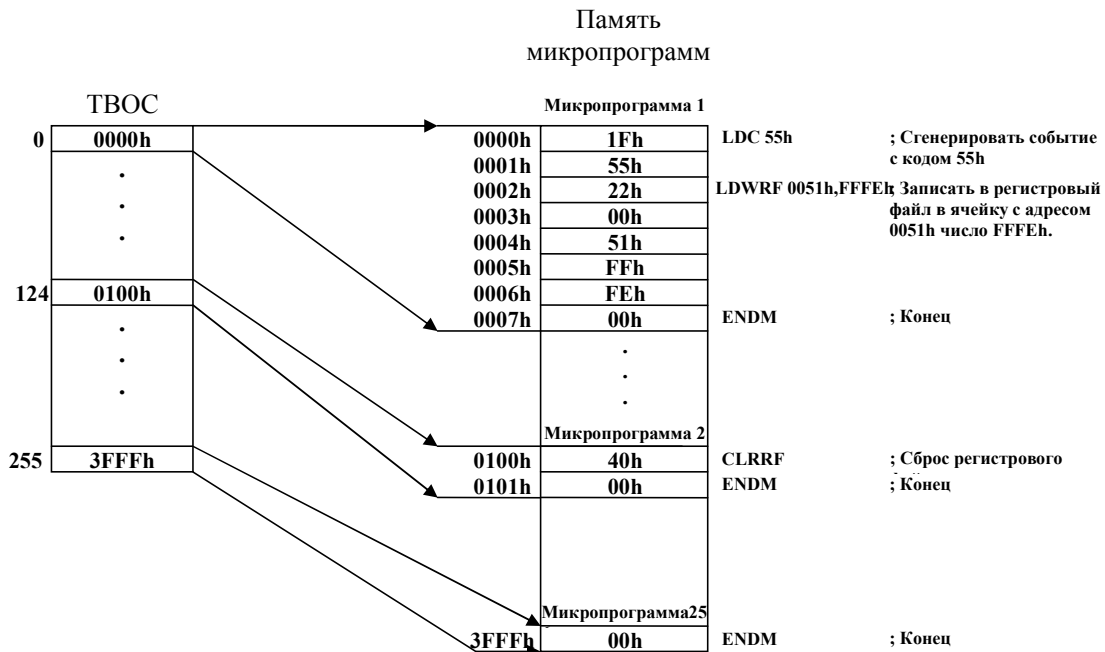 Память
микропрограмм
ТВОС
Микропрограмма 1
0 0000h 0000h 1Fh LDC 55h ; Сгенерировать событие
0001h 55h с кодом 55h
0002h 22h LDWRF 0051h,FFFEh ; Записать в регистровый
0003h 00h файл в ячейку с адресом
0004h 51h 0051h число FFFEh.
0005h FFh
124 0100h 0006h FEh
0007h 00h ENDM ; Конец
Микропрограмма 2
255 3FFFh 0100h 40h CLRRF ; Сброс регистрового
0101h 00h ENDM ; Конец
Микропрограмма25
3FFFh 00h ENDM ; Конец